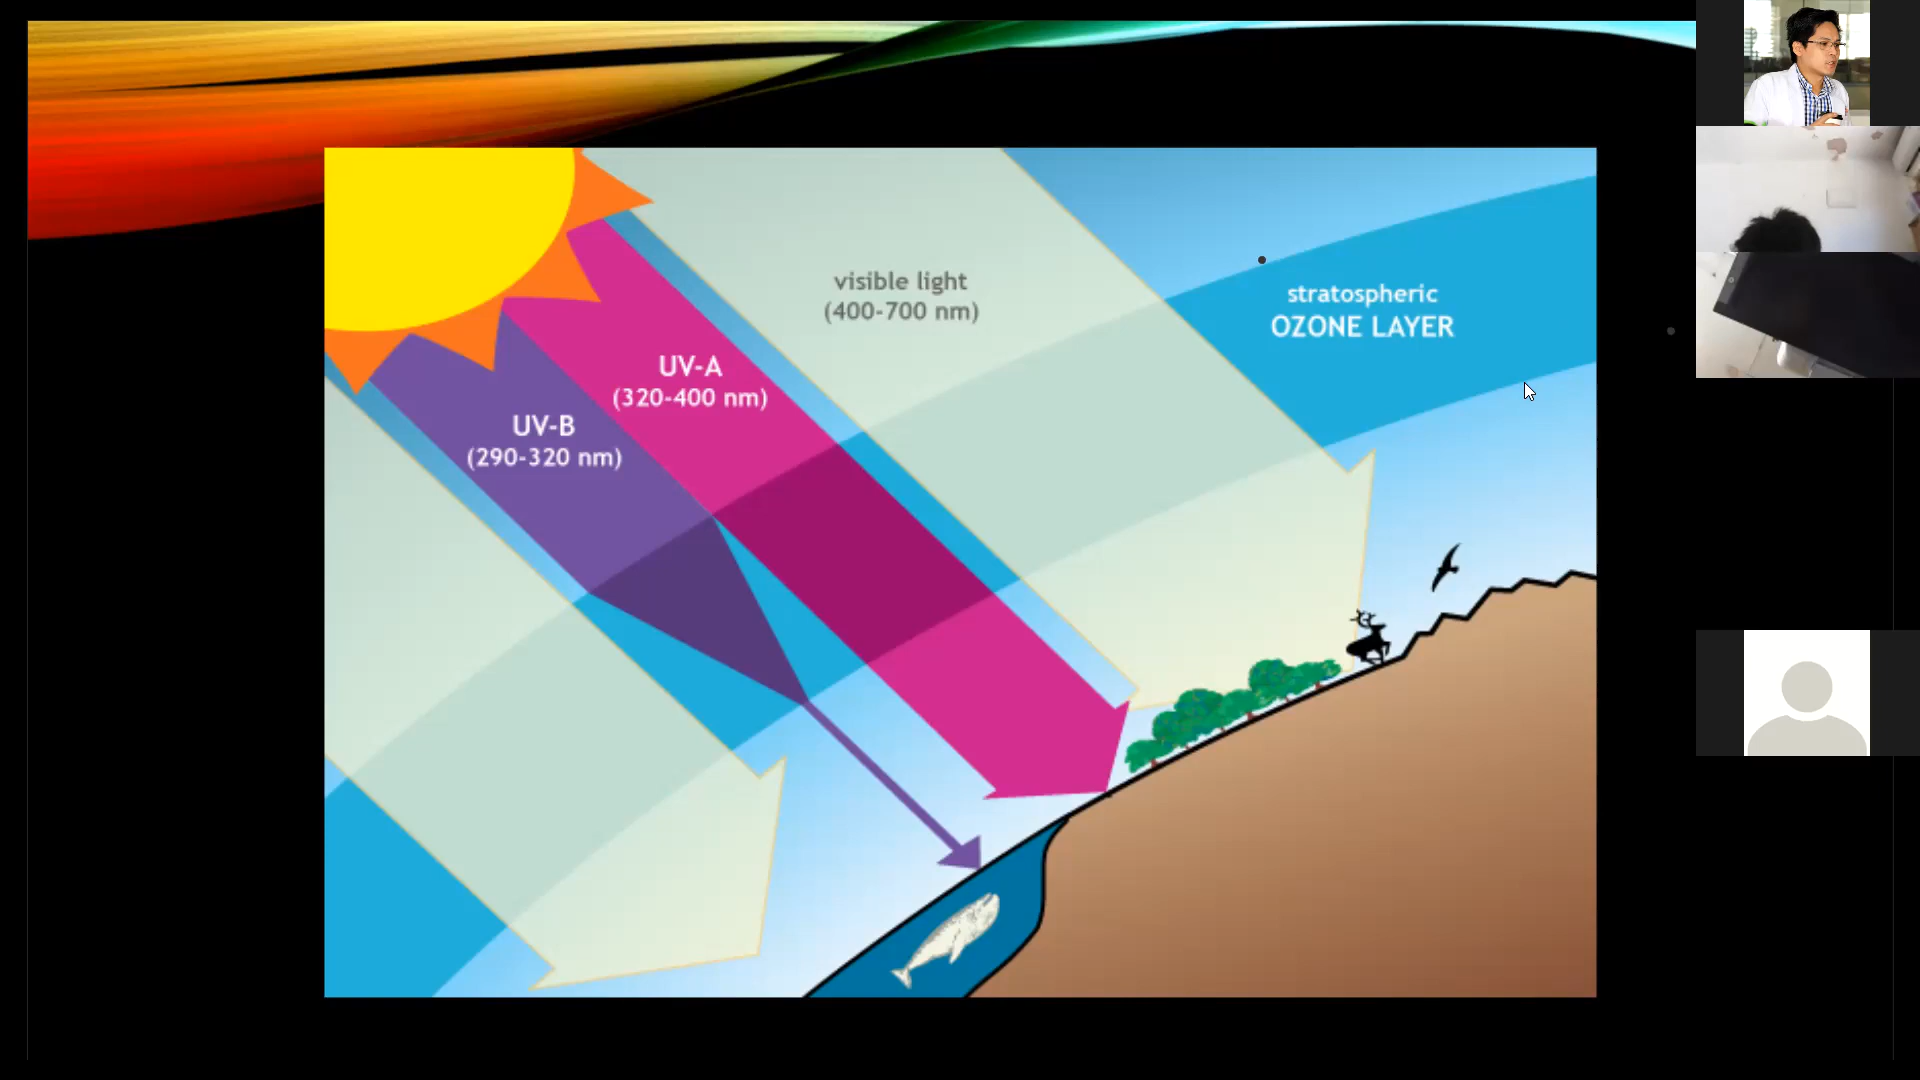 visible light
(400-700 nm)
stratospheric
OZONE LAYER
UV-A
(320-400 nm)
UV-B
(290-320 nm)